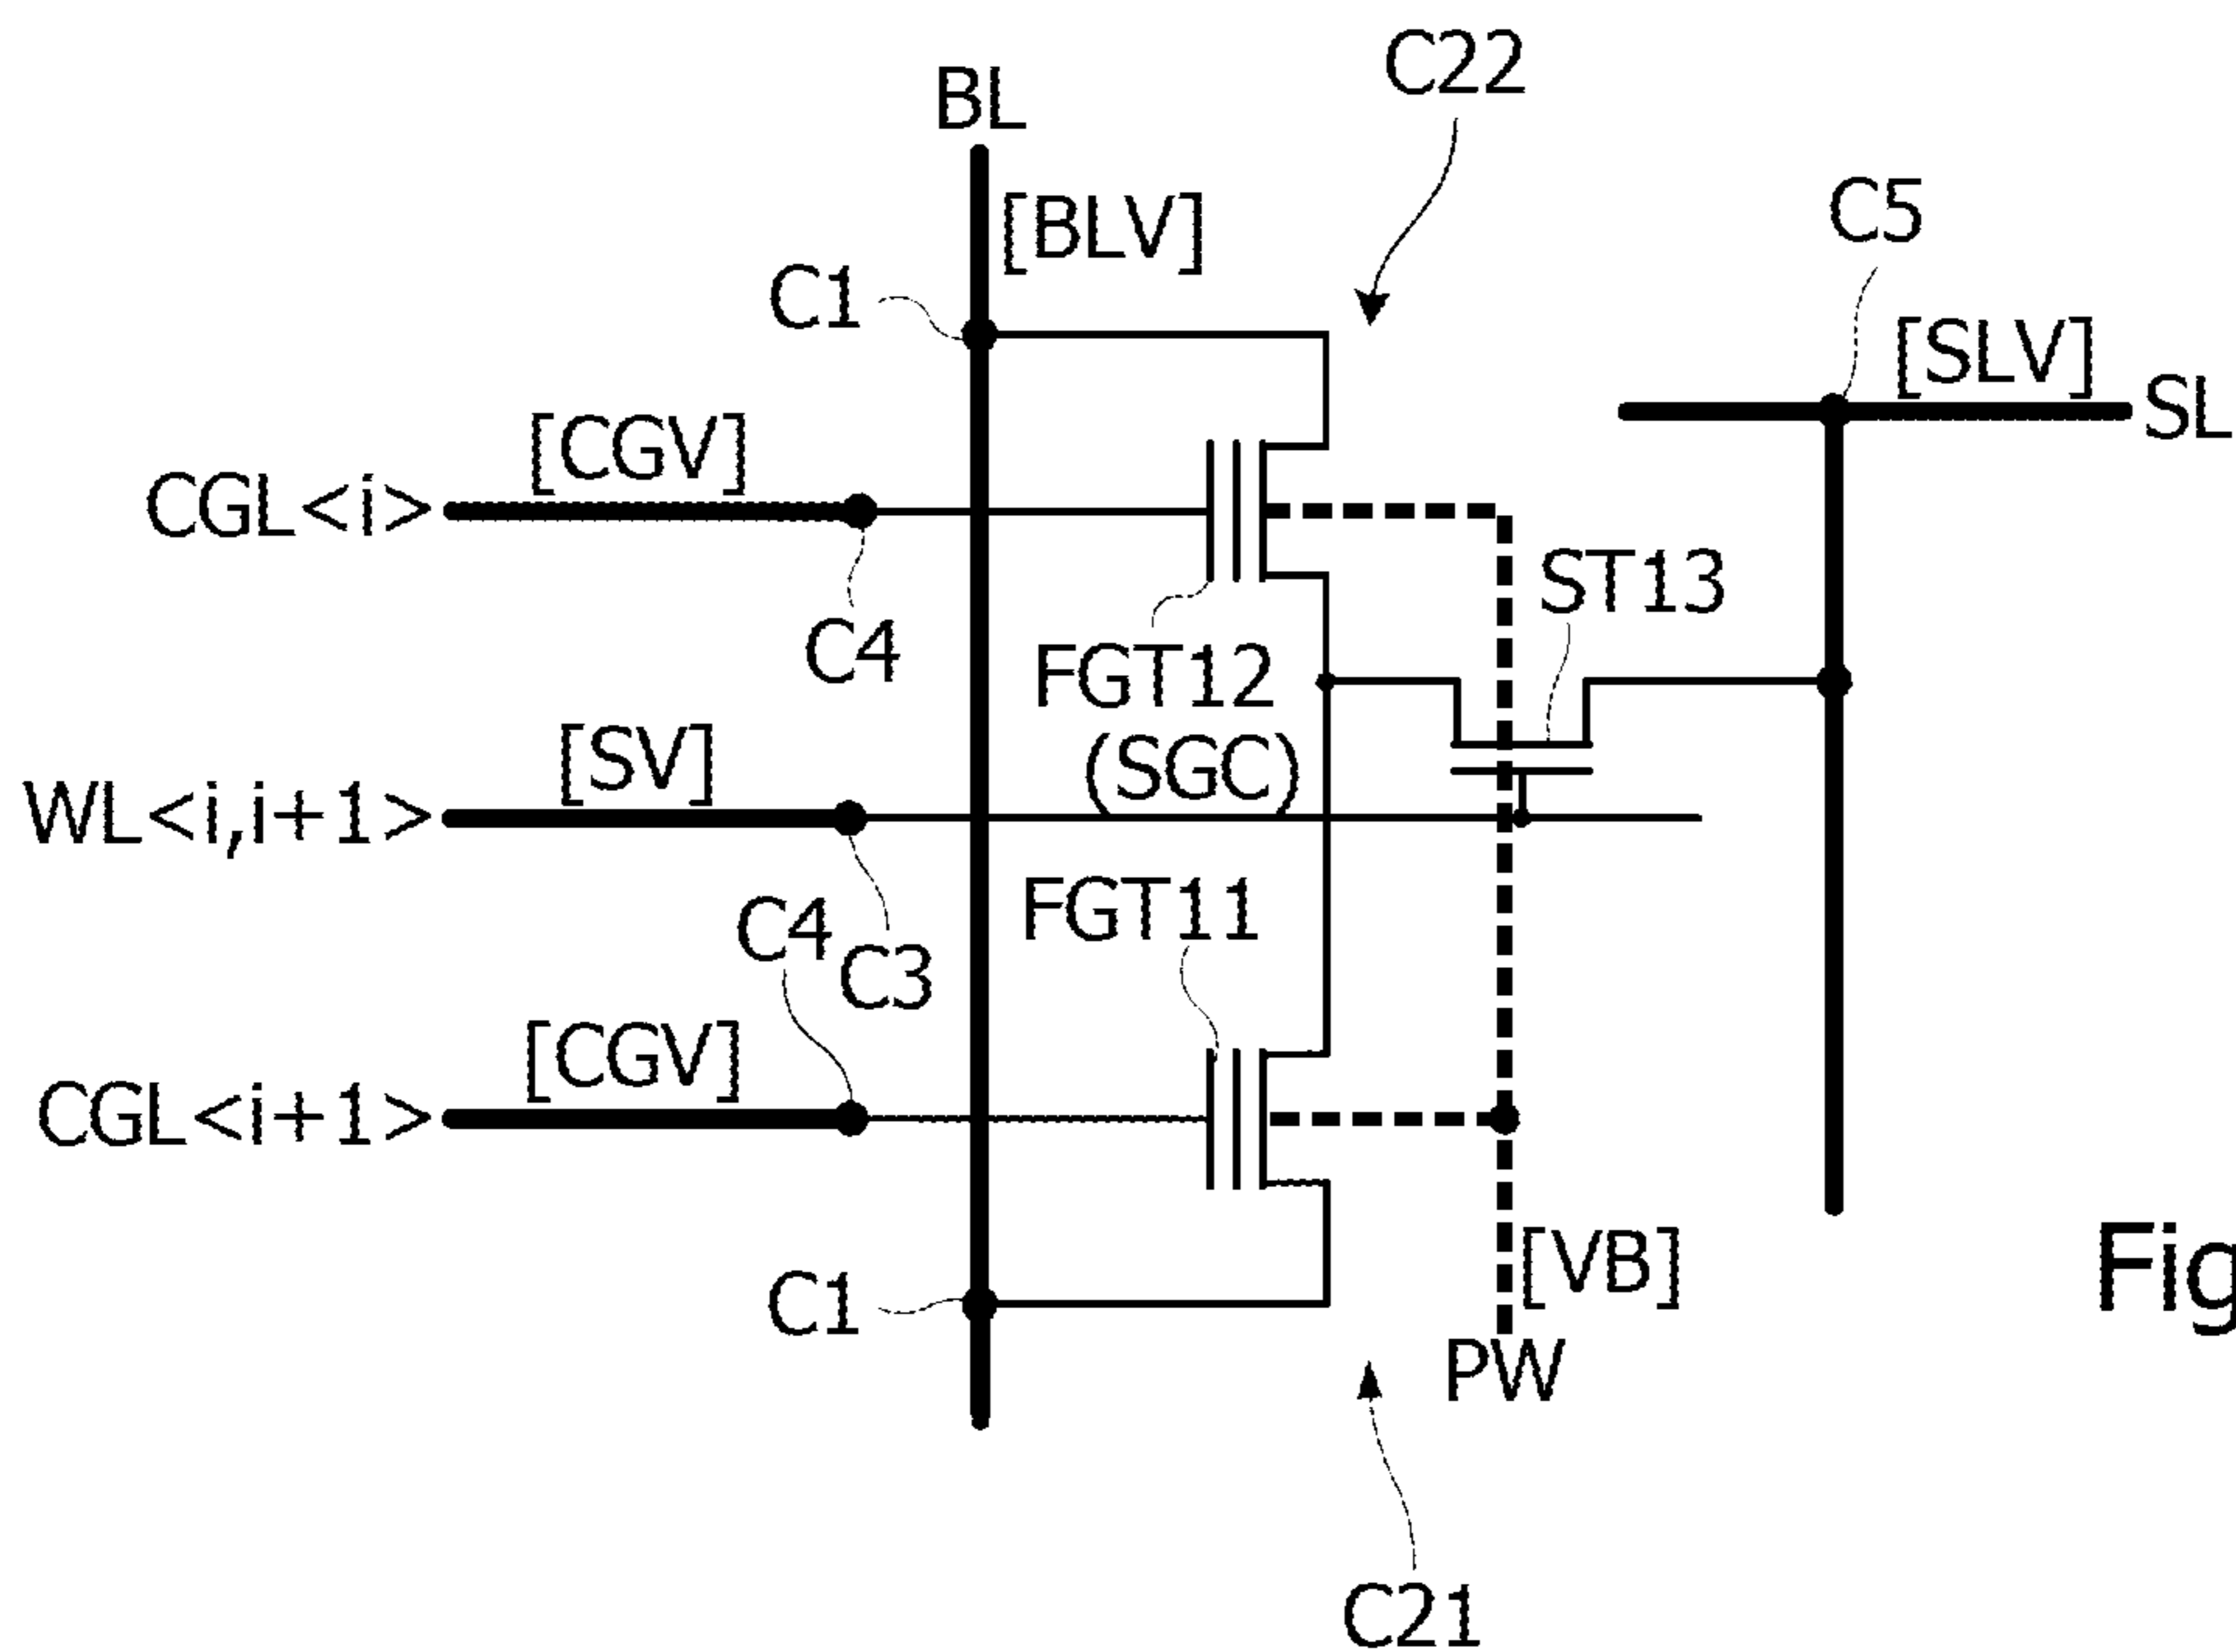 C22
BL
[BLV]
C5
C1
[SLV]
SL
[CGV]
CGL<i>
ST13
C4
FGT12
(SGC)
[SV]
WL<i,i+1>
FGT11
C4
C3
[CGV]
CGL<i+1>
[VB]
Fig
C1
PW
C21